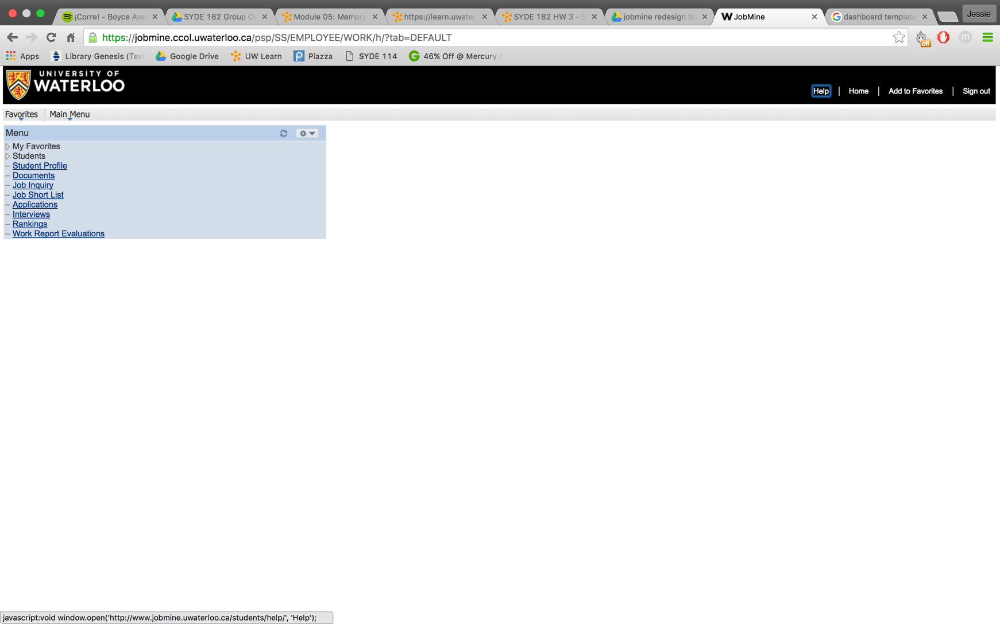 ¡Corre! - Boyce Ave
SYDE 162 Group Or
Module 05: Memory
https://learn.uwater
SYDE 182 HW 3 - S
jobmine redesign te
JobMine
dashboard template
Jessie
https://jobmine.ccol.uwaterloo.ca/psp/SS/EMPLOYEE/WORK/h/?tab=DEFAULT
off
m
Apps
Library Genesis (Text
Google Drive
UW Learn
Piazza
SYDE 114
46% Off @ Mercury
UNIVERSITY OF
WATERLOO
Help | Home | Add to Favorites | Sign out
Favorites
Main Menu
Menu
My Favorites
Students
Student Profile
Documents
Job Inquiry
Job Short List
Applications
Interviews
Rankings
Work Report Evaluations
javascript:void window.open('http://www.jobmine.uwaterloo.ca/students/help/', 'Help');